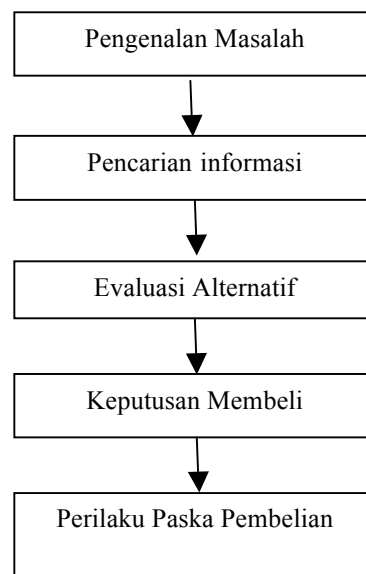 Pengenalan Masalah
Pencarian informasi
Evaluasi Alternatif
Keputusan Membeli
Perilaku Paska Pembelian